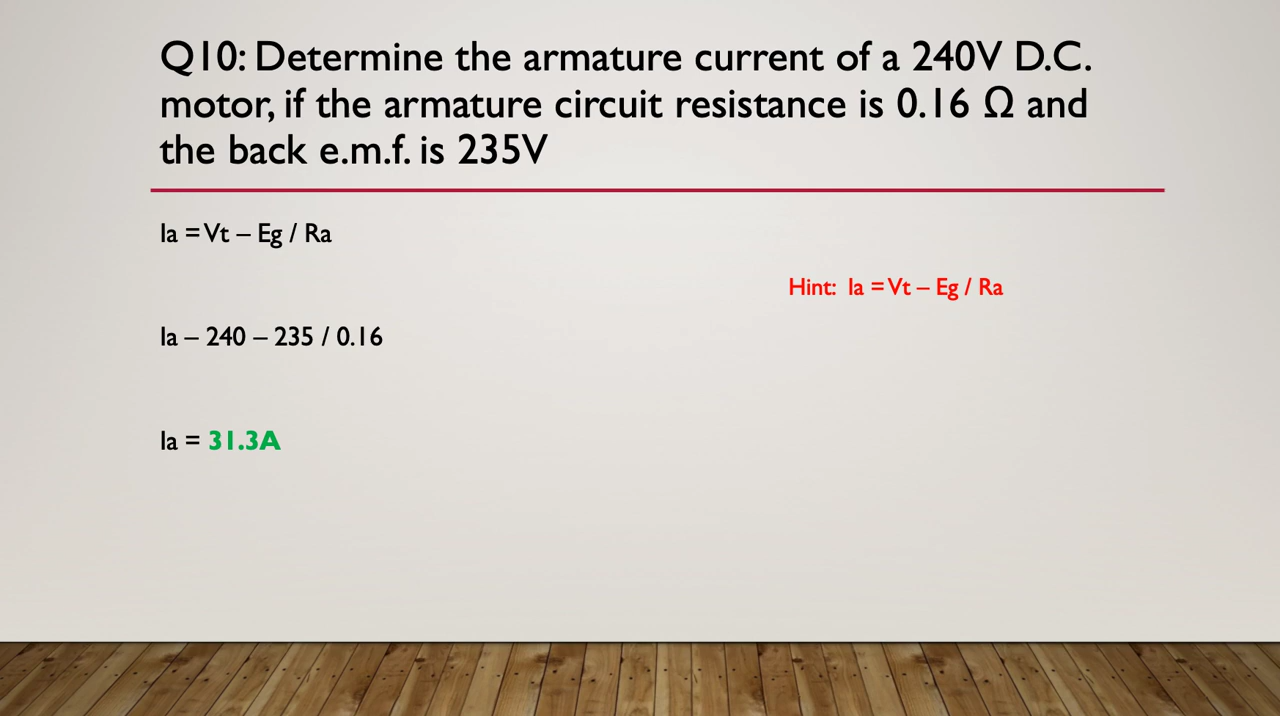 Q10: Determine the armature current of a 240V D.C.
motor, if the armature circuit resistance is 0.16 Ω and
the back e.m.f. is 235V
Ia = Vt – Eg / Ra
Hint:  Ia = Vt – Eg / Ra
Ia – 240 – 235 / 0.16
Ia = 31.3A